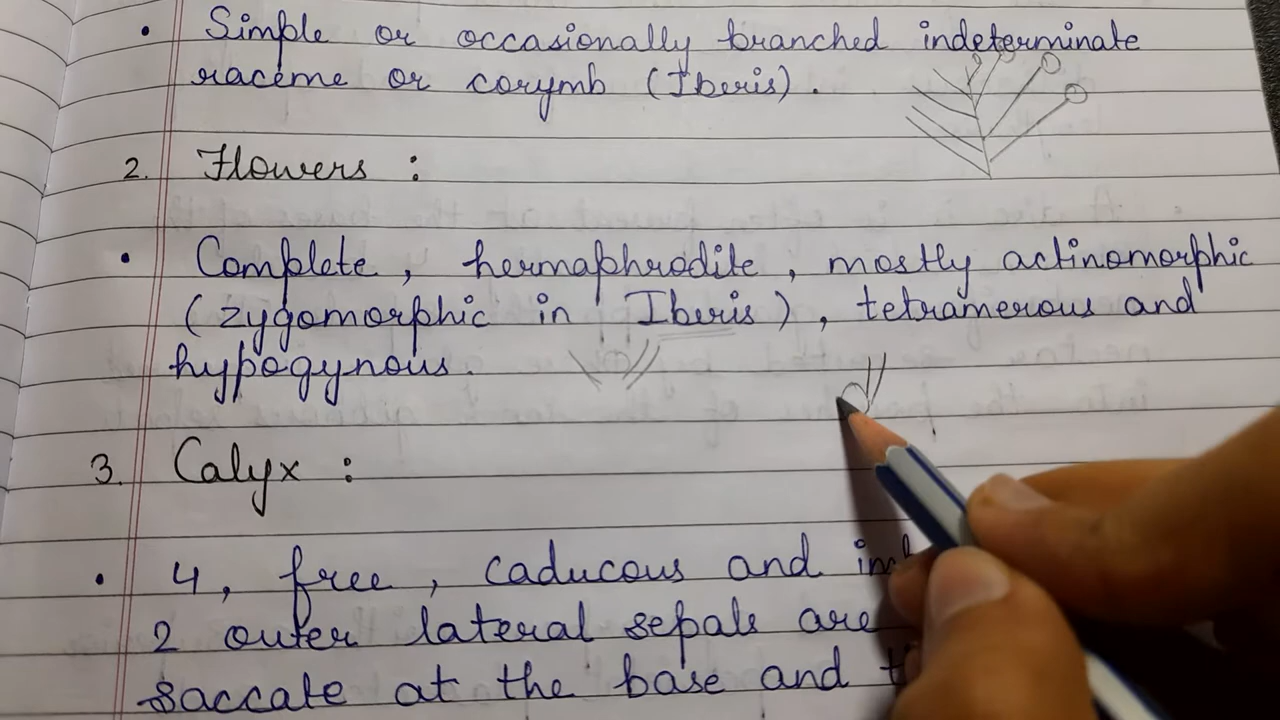 • Simple or occasionally branched indeterminate
raceme or corymb (Iberis).
2. Flowers :
• Complete, hermaphrodite, mostly actinomorphic
(zygomorphic in Iberis), tetramerous and
hypogynous.
3. Calyx :
• 4, free, caducous and
2 outer lateral sepals are
saccate at the base and